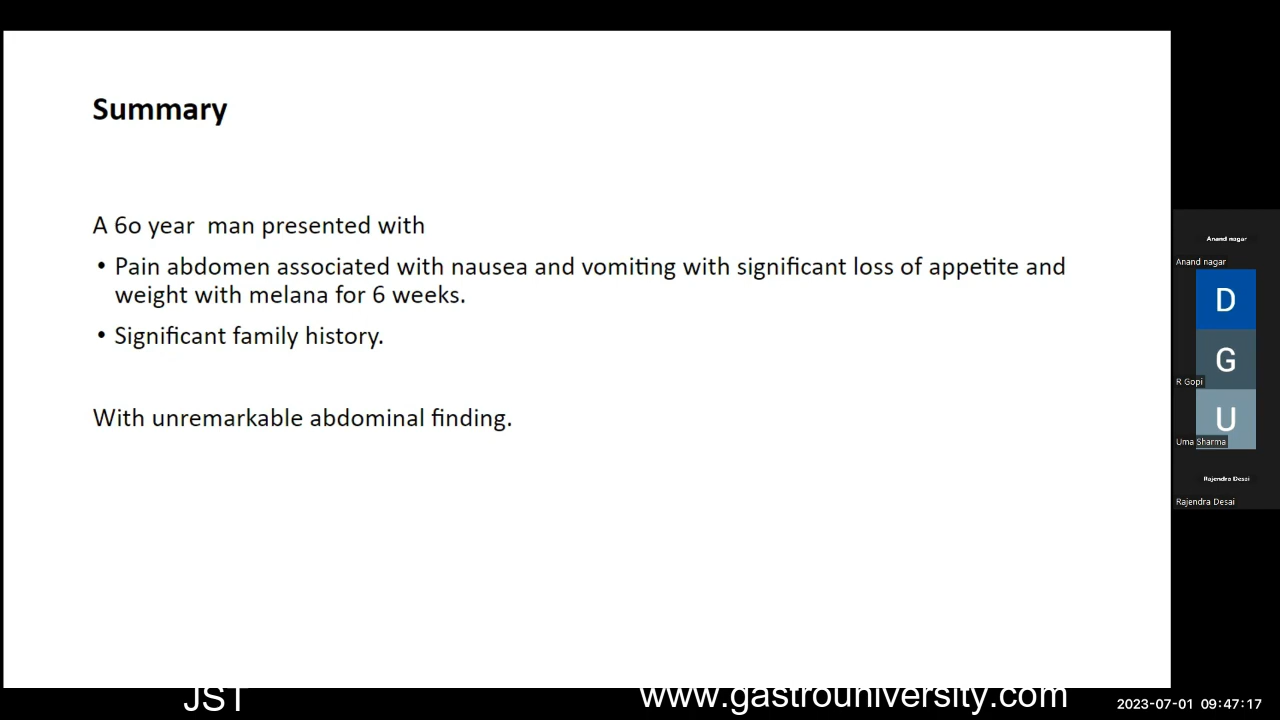 Summary
A 6o year  man presented with
• Pain abdomen associated with nausea and vomiting with significant loss of appetite and
weight with melana for 6 weeks.
• Significant family history.
With unremarkable abdominal finding.
Anand nagar
Anand nagar
D
G
R Gopi
U
Uma Sharma
Rajendra Desai
Rajendra Desai
JST
www.gastrouniversity.com
2023-07-01 09:47:17